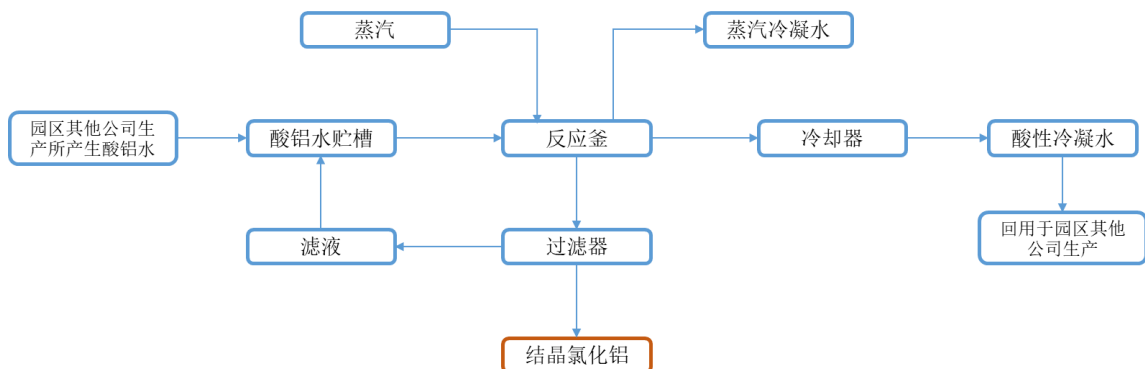 蒸汽
蒸汽冷凝水
园区其他公司生
产所产生酸铝水
酸铝水贮槽
反应釜
冷却器
酸性冷凝水
滤液
过滤器
回用于园区其他
公司生产
结晶氯化铝